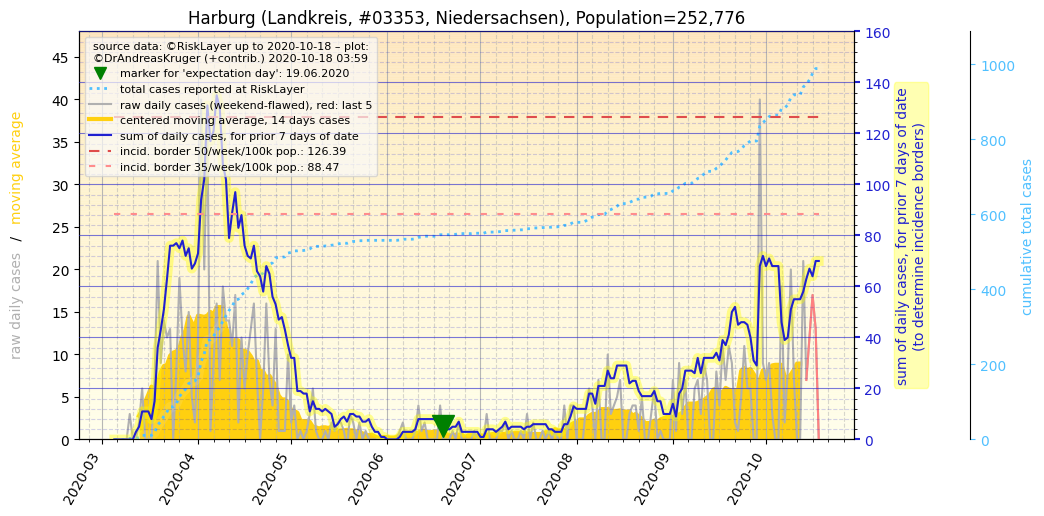 Harburg (Landkreis, #03353, Niedersachsen), Population=252,776
source data: ©RiskLayer up to 2020-10-18 – plot:
©DrAndreasKruger (+contrib.) 2020-10-18 03:59
marker for 'expectation day': 19.06.2020
total cases reported at RiskLayer
raw daily cases (weekend-flawed), red: last 5
centered moving average, 14 days cases
sum of daily cases, for prior 7 days of date
incid. border 50/week/100k pop.: 126.39
incid. border 35/week/100k pop.: 88.47
raw daily cases / moving average
45
40
35
30
25
20
15
10
5
0
2020-03
2020-04
2020-05
2020-06
2020-07
2020-08
2020-09
2020-10
160
140
120
100
80
60
40
20
0
sum of daily cases, for prior 7 days of date
(to determine incidence borders)
1000
800
600
400
200
0
cumulative total cases